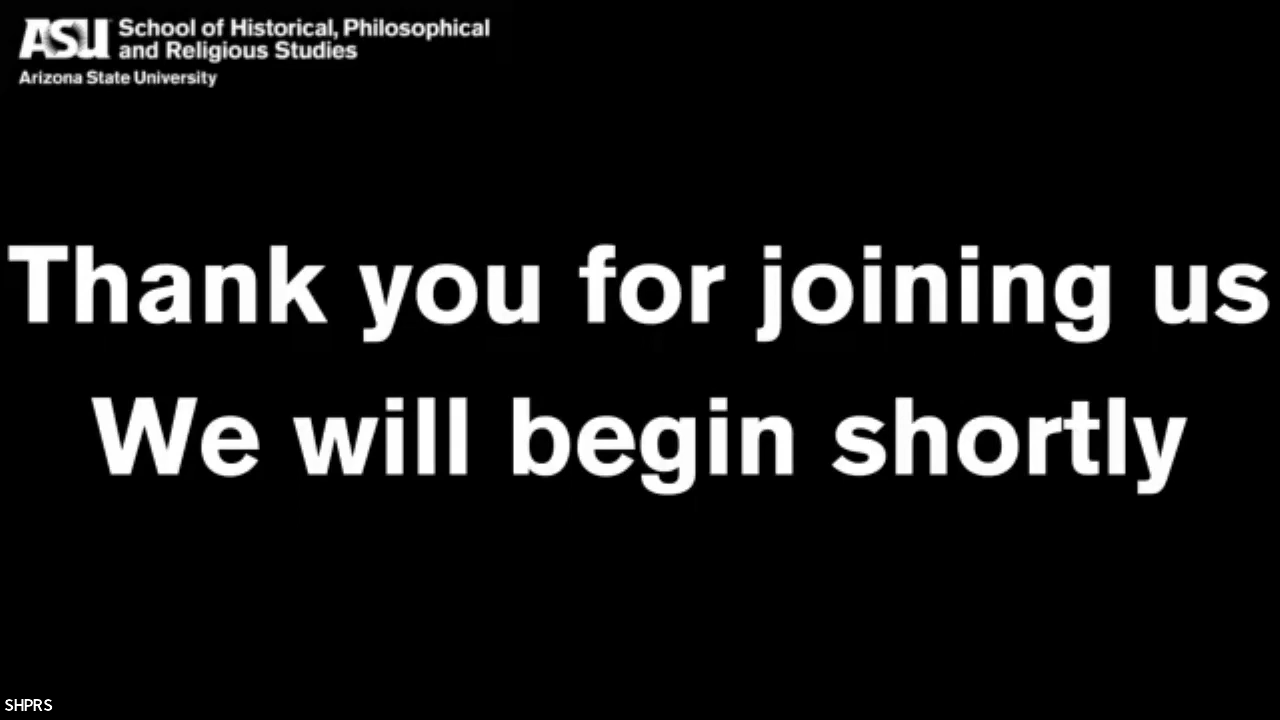 ASU School of Historical, Philosophical
and Religious Studies
Arizona State University
Thank you for joining us
We will begin shortly
SHPRS